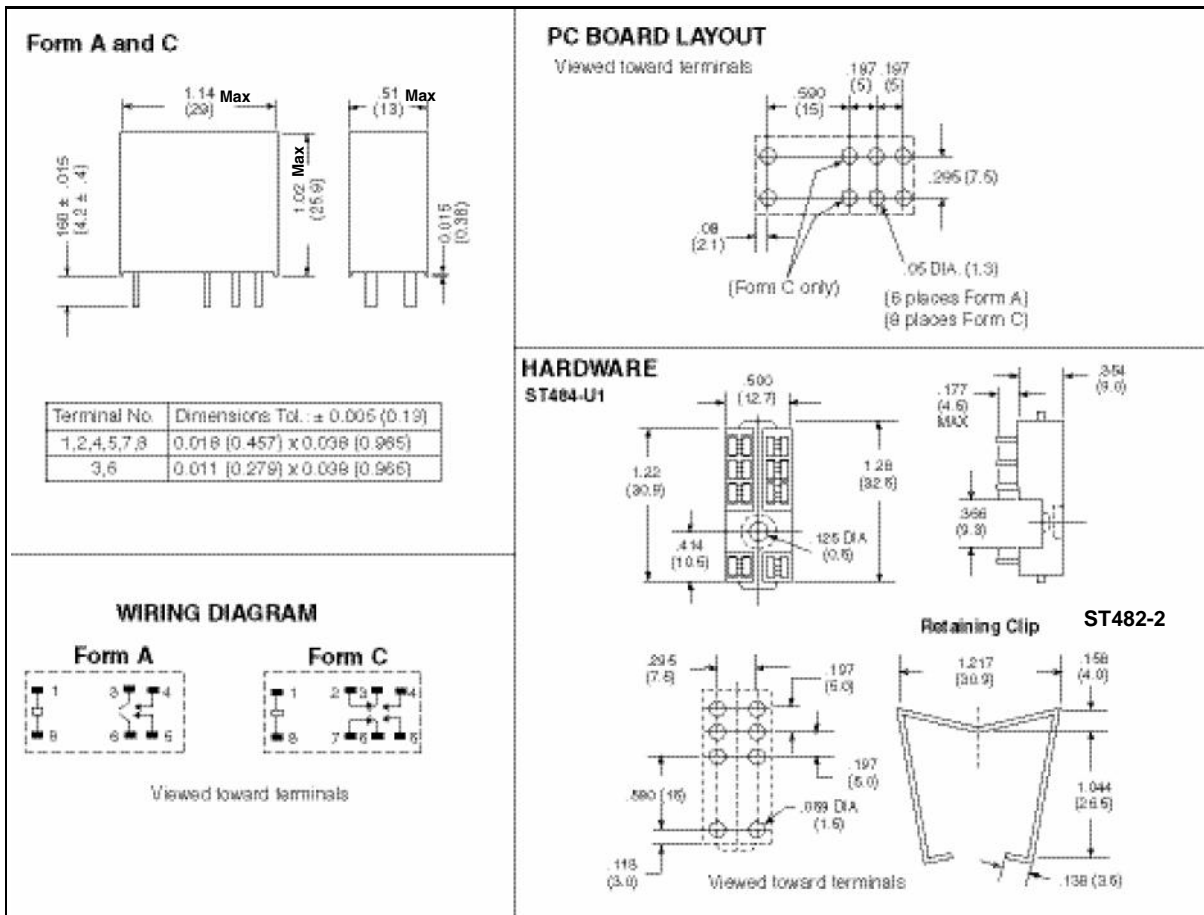 Form A and C
1.14 Max
(29)
.51 Max
(13)
168 ± .015
(4.2 ± .4)
1.02 Max
(25.9)
0.015
(0.38)
Terminal No. Dimensions Tol.: ± 0.005 (0.13)
1,2,4,5,7,8 0.018 (0.457) x 0.038 (0.965)
3,6 0.011 (0.279) x 0.038 (0.965)
WIRING DIAGRAM
Form A
1 3 4
8 6 5
Form C
1 2 3 4
8 7 6 5
Viewed toward terminals
PC BOARD LAYOUT
Viewed toward terminals
.590
(15)
.197 .197
(5) (5)
.295 (7.5)
.08
(2.1)
(Form C only)
.05 DIA. (1.3)
(6 places Form A)
(8 places Form C)
HARDWARE
ST484-U1
.500
(12.7)
1.22
(30.9)
1.28
(32.5)
.414
(10.5)
.125 DIA
.354
(9.0)
.177
(4.5)
MAX
.366
(9.3)
.295
(7.5)
.197
(5.0)
.197
(5.0)
.590 (15)
DIA
(3.0)
Viewed toward terminals
Retaining Clip ST482-2
1.217
(30.9)
.158
(4.0)
1.044
(26.5)
.138 (3.5)